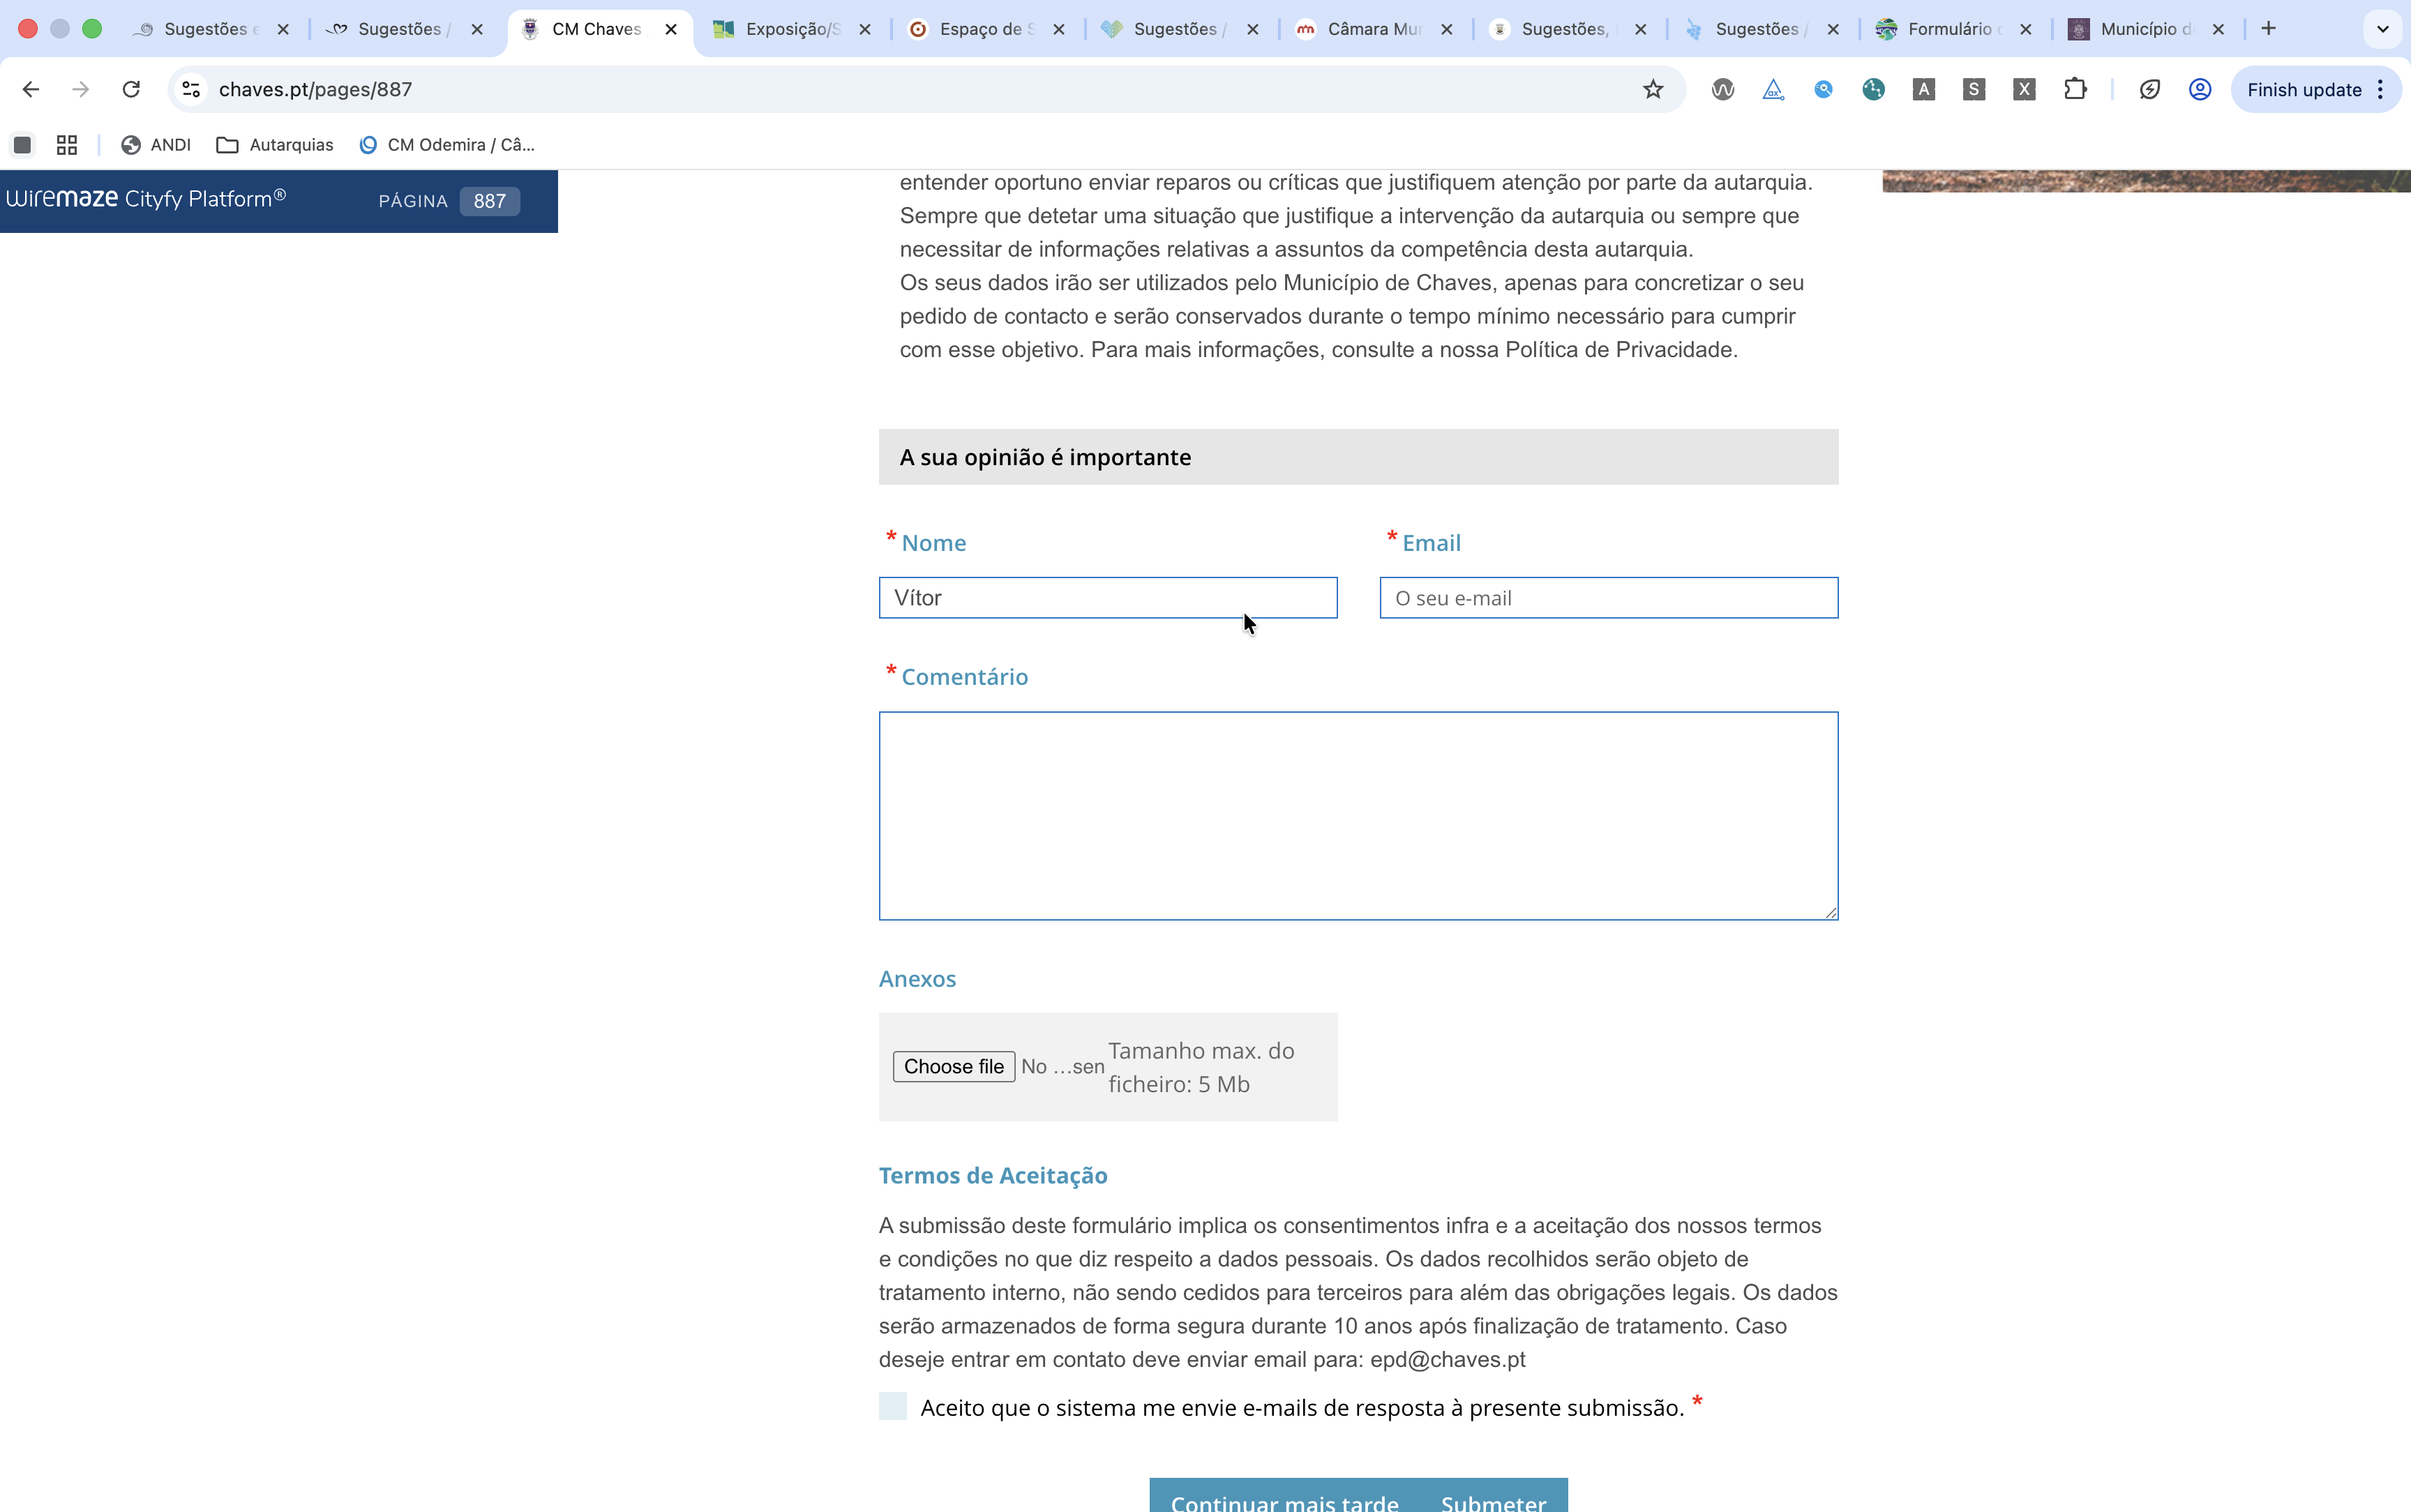 Sugestões e
Sugestões /
CM Chaves
Exposição/S
Espaço de S
Sugestões /
Câmara Mun
Sugestões,
Sugestões /
Formulário
Município d
chaves.pt/pages/887
A
S
X
Finish update
ANDI
Autarquias
CM Odemira / Câ...
wiremaze Cityfy Platform®
PÁGINA 887
entender oportuno enviar reparos ou críticas que justifiquem atenção por parte da autarquia.
Sempre que detetar uma situação que justifique a intervenção da autarquia ou sempre que
necessitar de informações relativas a assuntos da competência desta autarquia.
Os seus dados irão ser utilizados pelo Município de Chaves, apenas para concretizar o seu
pedido de contacto e serão conservados durante o tempo mínimo necessário para cumprir
com esse objetivo. Para mais informações, consulte a nossa Política de Privacidade.
A sua opinião é importante
* Nome
* Email
Vítor
O seu e-mail
* Comentário
Anexos
Choose file No ...sen
Tamanho max. do
ficheiro: 5 Mb
Termos de Aceitação
A submissão deste formulário implica os consentimentos infra e a aceitação dos nossos termos
e condições no que diz respeito a dados pessoais. Os dados recolhidos serão objeto de
tratamento interno, não sendo cedidos para terceiros para além das obrigações legais. Os dados
serão armazenados de forma segura durante 10 anos após finalização de tratamento. Caso
deseje entrar em contato deve enviar email para: epd@chaves.pt
Aceito que o sistema me envie e-mails de resposta à presente submissão. *
Continuar mais tarde
Submeter